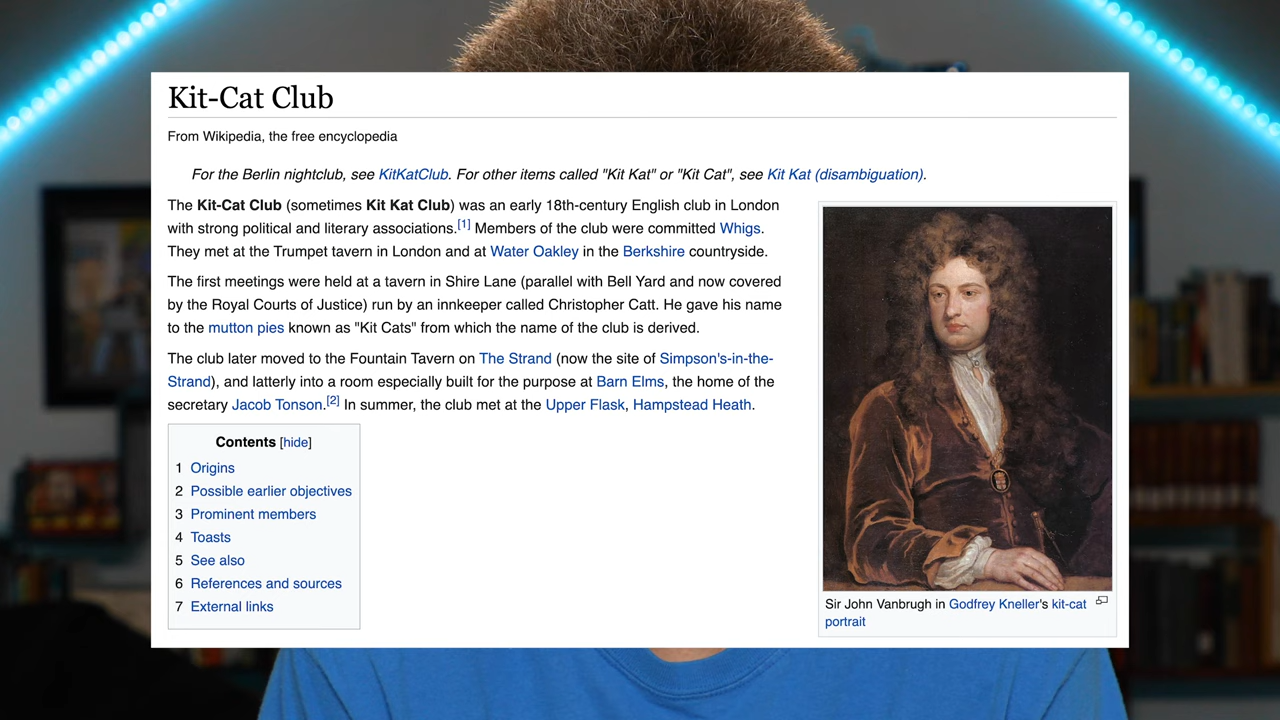 Kit-Cat Club
From Wikipedia, the free encyclopedia
For the Berlin nightclub, see KitKatClub. For other items called "Kit Kat" or "Kit Cat", see Kit Kat (disambiguation).
The Kit-Cat Club (sometimes Kit Kat Club) was an early 18th-century English club in London
with strong political and literary associations.[1] Members of the club were committed Whigs.
They met at the Trumpet tavern in London and at Water Oakley in the Berkshire countryside.
The first meetings were held at a tavern in Shire Lane (parallel with Bell Yard and now covered
by the Royal Courts of Justice) run by an innkeeper called Christopher Catt. He gave his name
to the mutton pies known as "Kit Cats" from which the name of the club is derived.
The club later moved to the Fountain Tavern on The Strand (now the site of Simpson's-in-the-
Strand), and latterly into a room especially built for the purpose at Barn Elms, the home of the
secretary Jacob Tonson.[2] In summer, the club met at the Upper Flask, Hampstead Heath.
Contents [hide]
1 Origins
2 Possible earlier objectives
3 Prominent members
4 Toasts
5 See also
6 References and sources
7 External links
Sir John Vanbrugh in Godfrey Kneller's kit-cat
portrait